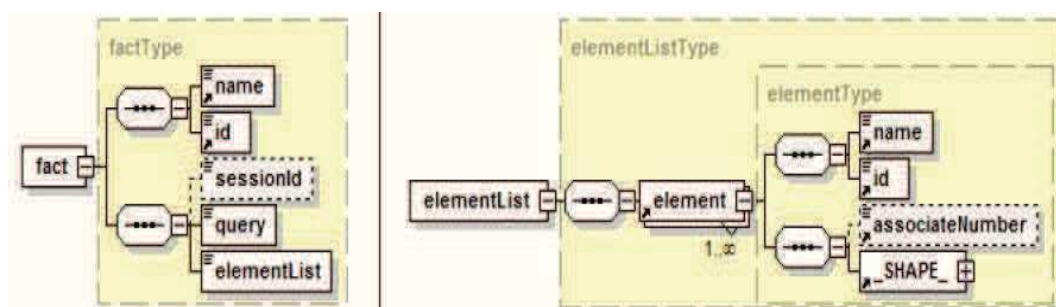 factType
name
id
fact
sessionId
query
elementList
elementListType
elementType
name
id
elementList
element
1..∞
associateNumber
_SHAPE_